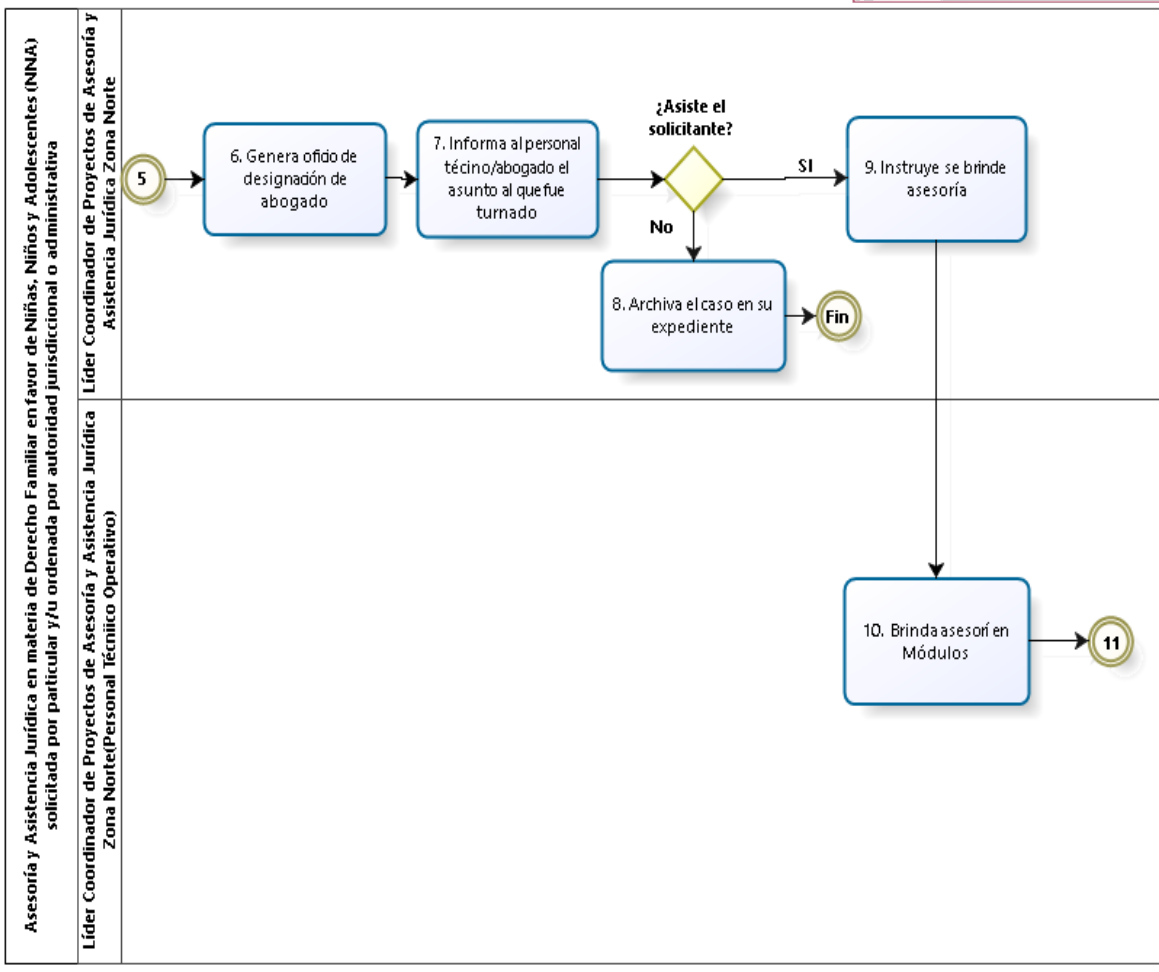 Asesoría y Asistencia Jurídica en materia de Derecho Familiar en favor de Niñas, Niños y Adolescentes (NNA)
solicitada por particular y/u ordenada por autoridad jurisdiccional o administrativa
Líder Coordinador de Proyectos de Asesoría y
Asistencia Jurídica Zona Norte
5
6. Genera oficio de
designación de
abogado
7. Informa al personal
técino/abogado el
asunto al que fue
turnado
¿Asiste el
solicitante?
SI
No
8. Archiva el caso en su
expediente
Fin
9. Instruye se brinde
asesoría
Líder Coordinador de Proyectos de Asesoría y Asistencia Jurídica
Zona Norte(Personal Técniico Operativo)
10. Brinda asesorí en
Módulos
11